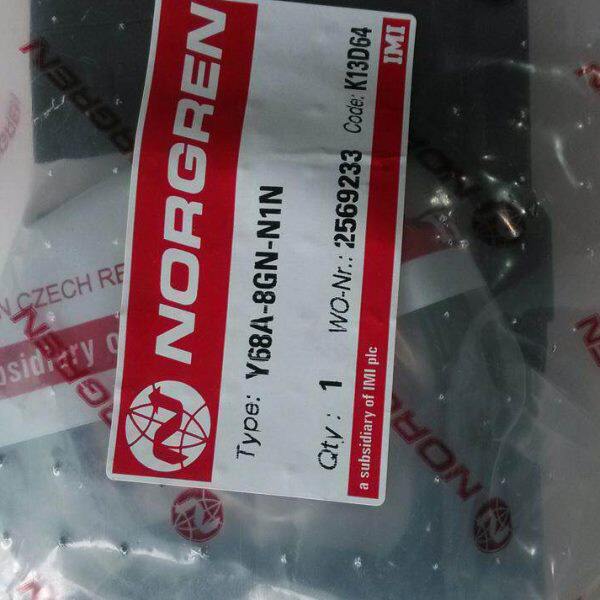 NORGREN
Type: Y68A-8GN-N1N
Qty : 1 WO-Nr.: 2569233 Code: K13D64
a subsidiary of IMI plc IMI
CZECH RE
sidiary o
NORGREN
NORGREN